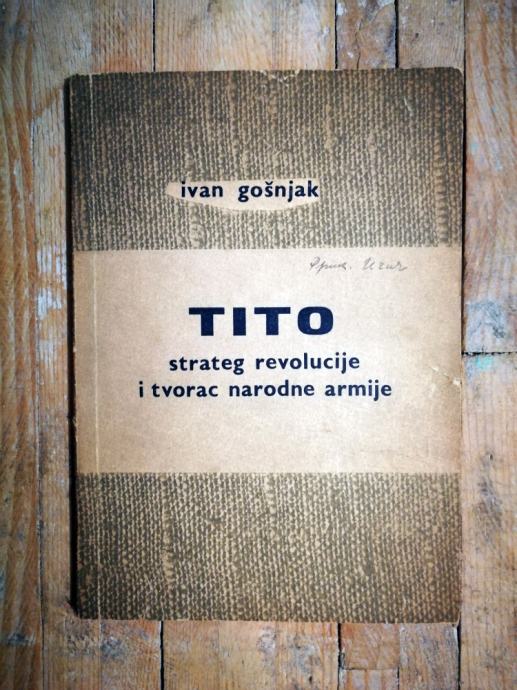 ivan gošnjak
TITO
strateg revolucije
i tvorac narodne armije